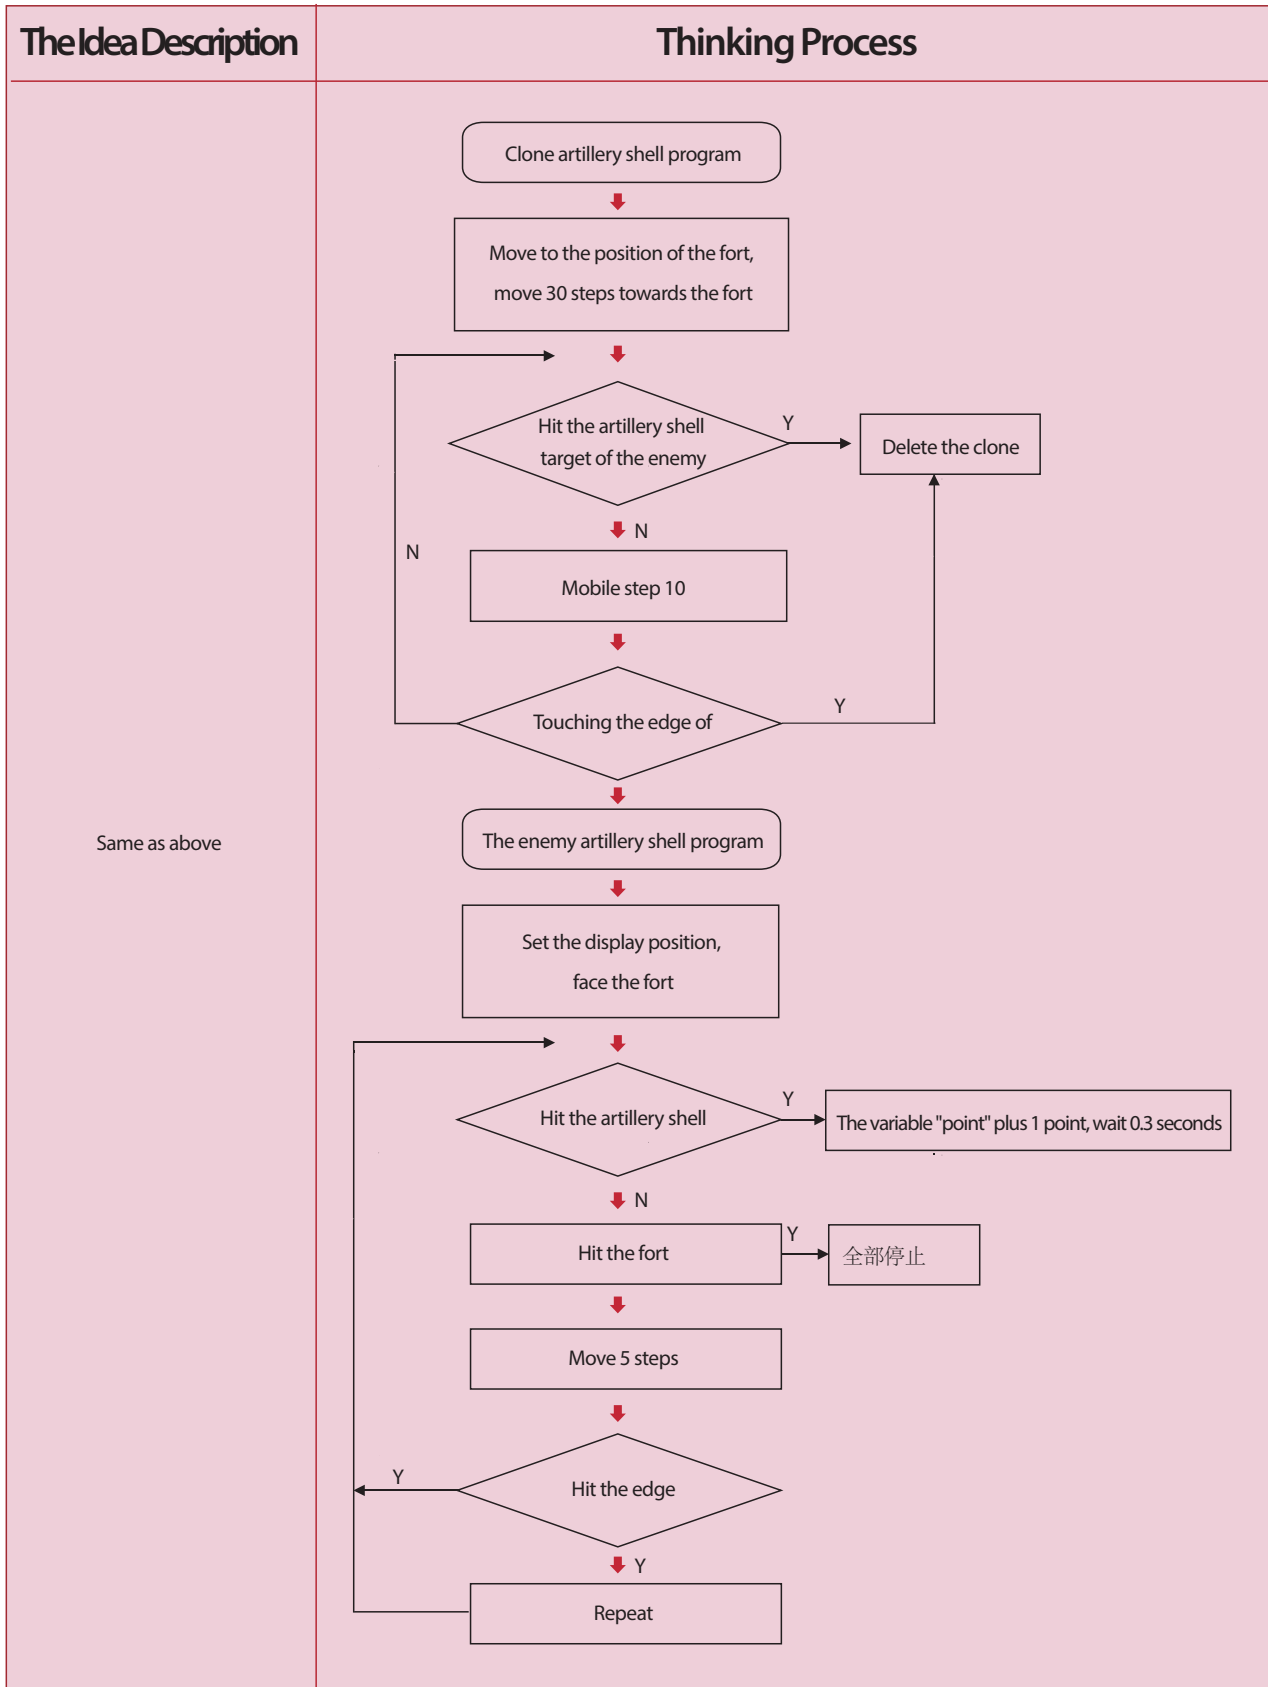 The Idea Description
Thinking Process
Clone artillery shell program
Move to the position of the fort,
move 30 steps towards the fort
Hit the artillery shell
target of the enemy
Y
Delete the clone
N
N
Mobile step 10
Touching the edge of
Y
Same as above
The enemy artillery shell program
Set the display position,
face the fort
Hit the artillery shell
Y
The variable "point" plus 1 point, wait 0.3 seconds
N
Hit the fort
Y
全部停止
Move 5 steps
Hit the edge
Y
Y
Repeat